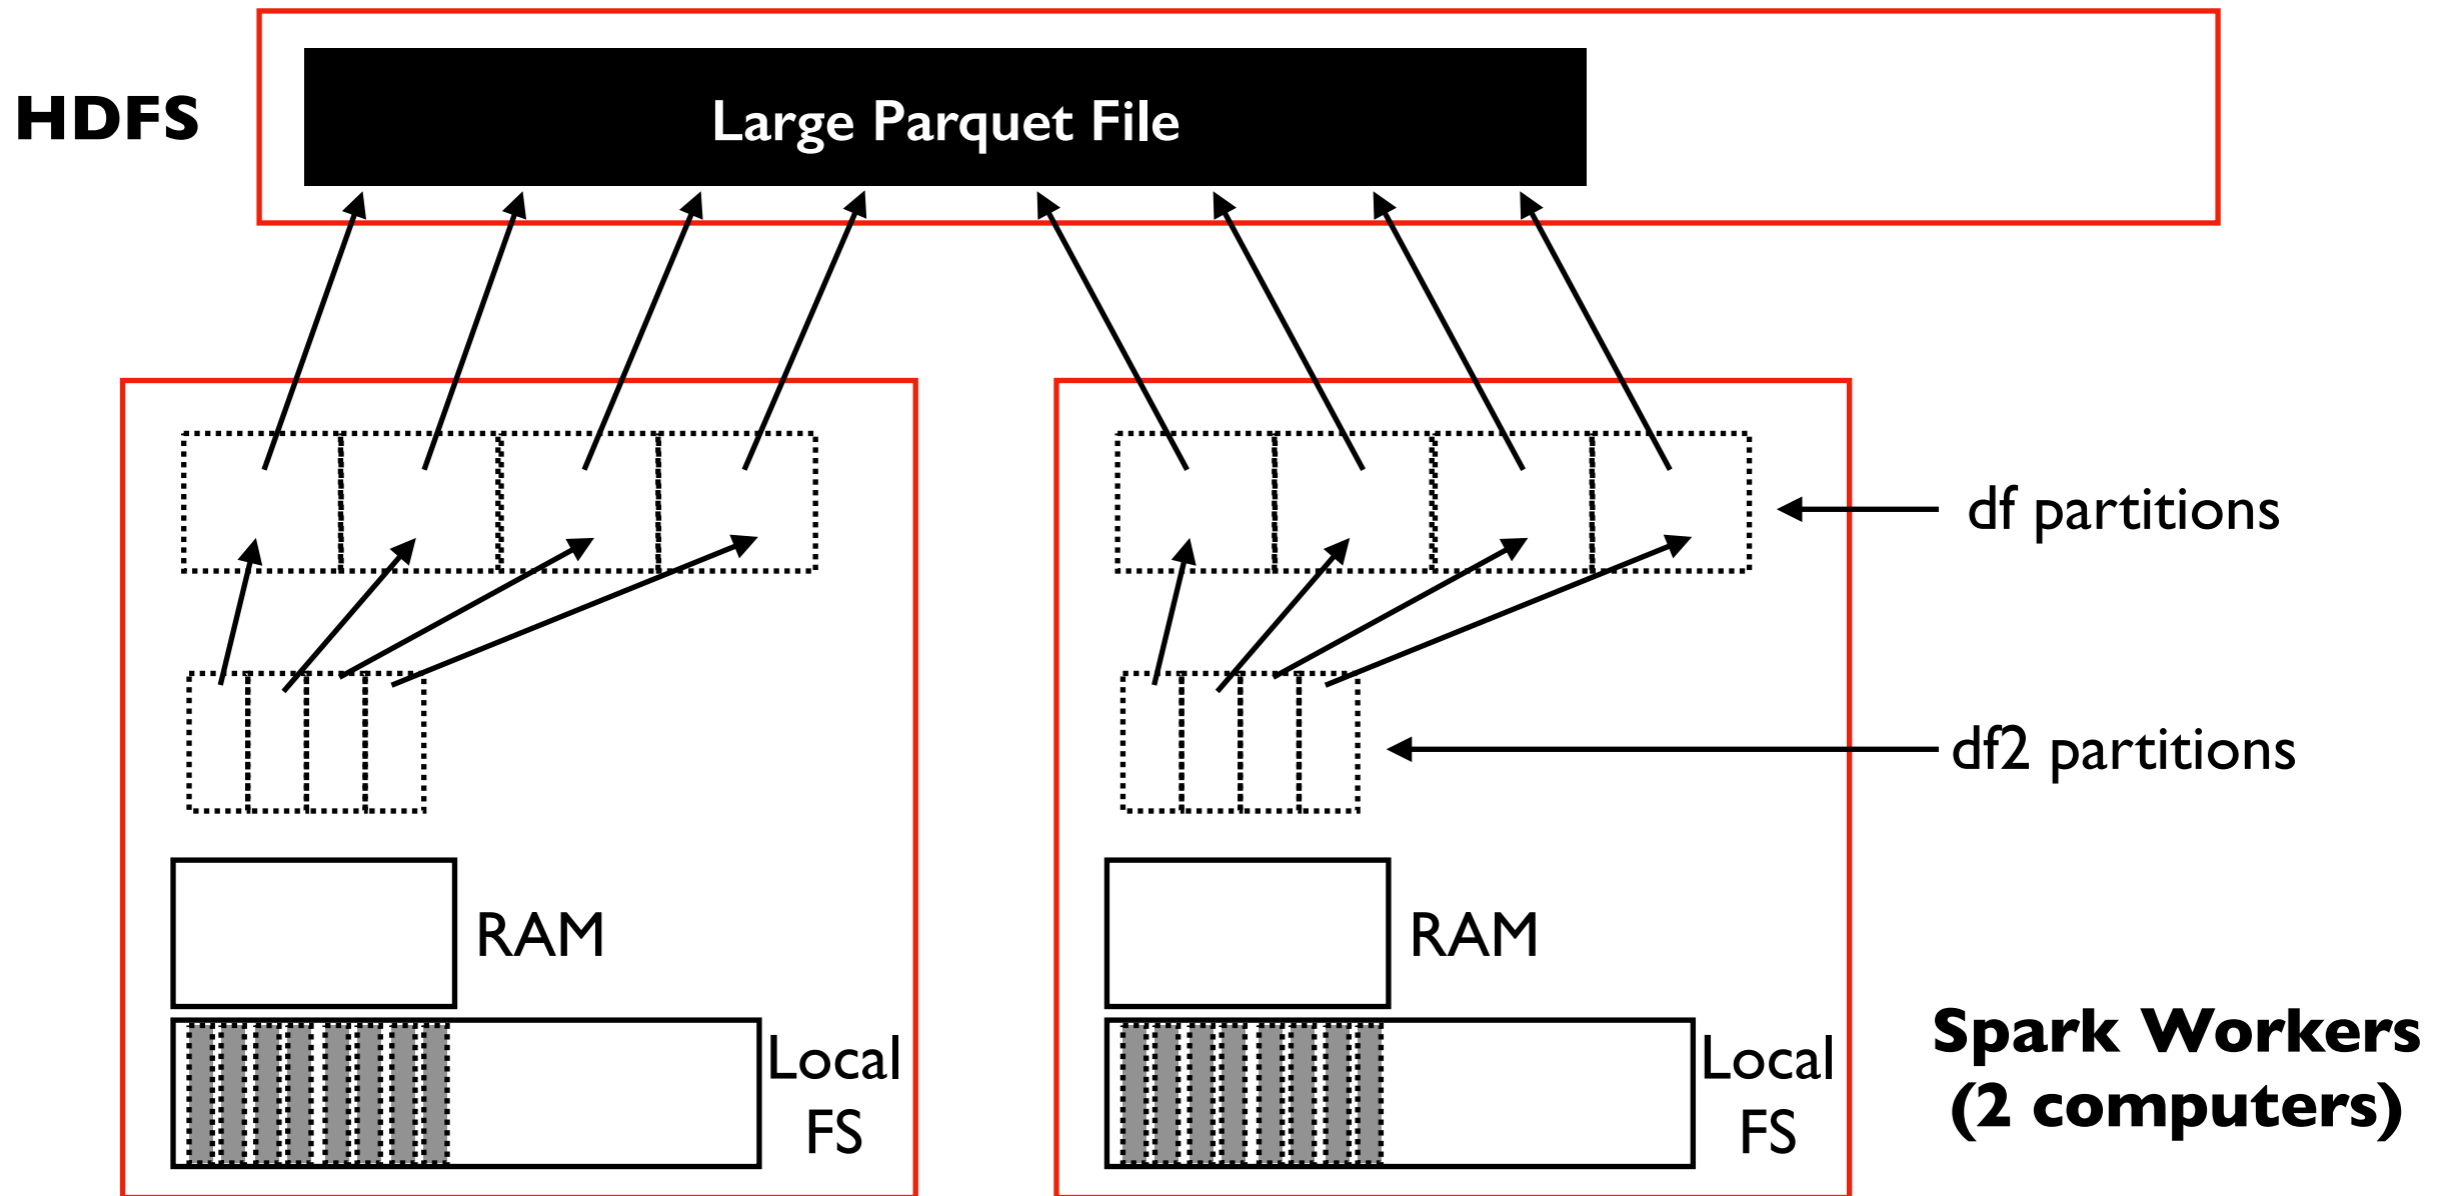 HDFS
Large Parquet File
df partitions
df2 partitions
RAM
RAM
Local
FS
Local
FS
Spark Workers
(2 computers)